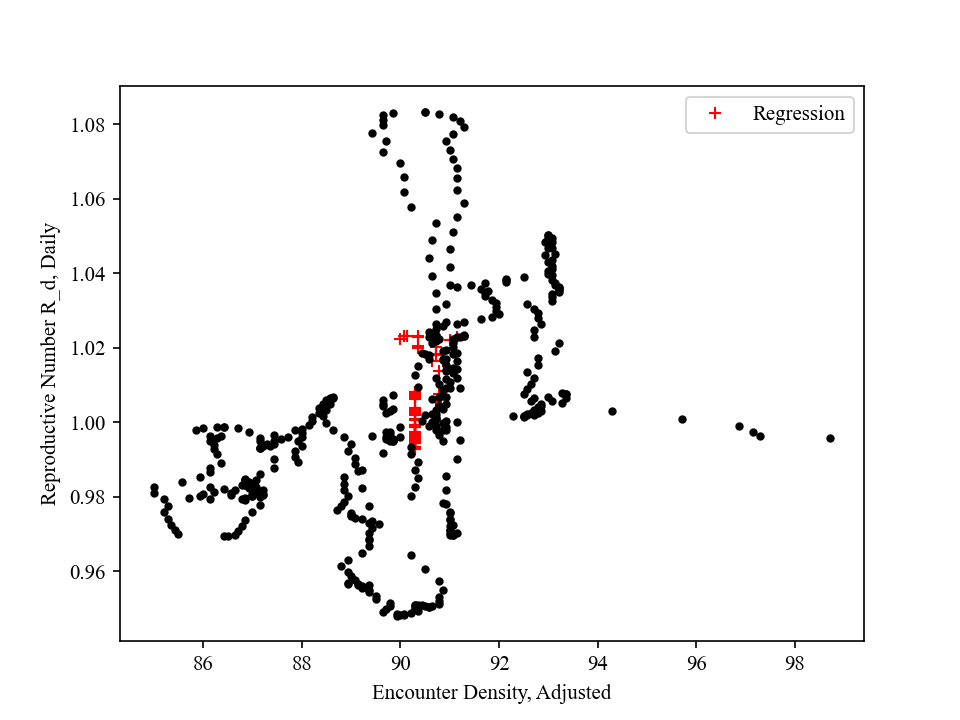 Regression
1.08
1.06
1.04
1.02
1.00
0.98
0.96
Reproductive Number R_d, Daily
86 88 90 92 94 96 98
Encounter Density, Adjusted